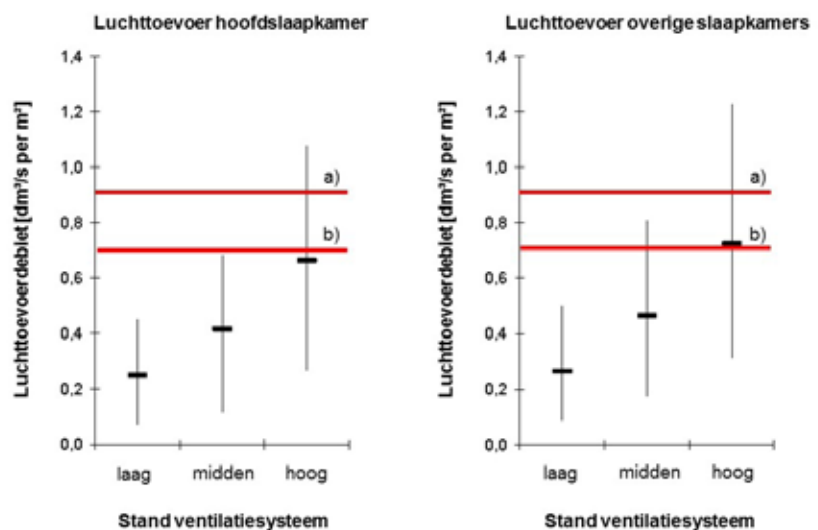 Luchttoevoer hoofdslaapkamer
Luchttoevoerdebiet [dm³/s per m²]
1,4
1,2
1,0
0,8
0,6
0,4
0,2
0,0
a)
b)
laag midden hoog
Stand ventilatiesysteem
Luchttoevoer overige slaapkamers
Luchttoevoerdebiet [dm³/s per m²]
1,4
1,2
1,0
0,8
0,6
0,4
0,2
0,0
a)
b)
laag midden hoog
Stand ventilatiesysteem